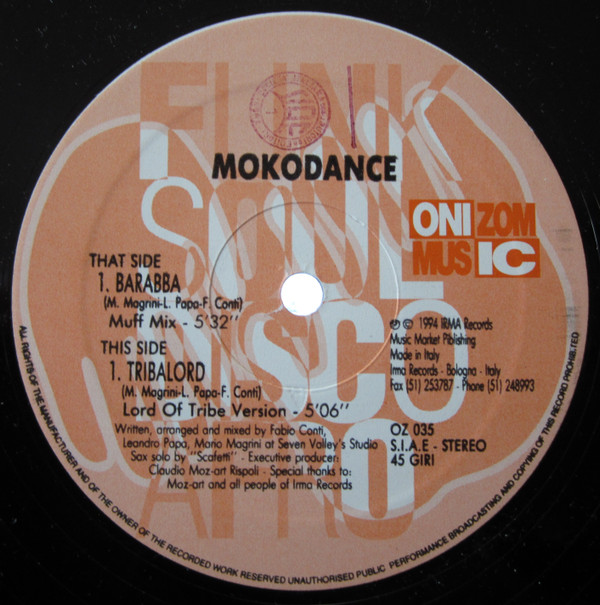 FUNK
SOUL
DISCO
AFRO
MOKODANCE
ONIZOM
MUSIC
THAT SIDE
1. BARABBA
(M. Magrini-L. Papa-F. Conti)
Muff Mix - 5'32''
THIS SIDE
1. TRIBALORD
(M. Magrini-L. Papa-F. Conti)
Lord Of Tribe Version - 5'06''
Written, arranged and mixed by Fabio Conti,
Leandro Papa, Mario Magrini at Seven Valley's Studio
Sax solo by "Scafetti" - Executive producer:
Claudio Moz-art Rispoli - Special thanks to:
Moz-art and all people of Irma Records
℗ © 1994 IRMA Records
Music Market Pblishing
Made in Italy
Irma Records - Bologna - Italy
Fax (51) 253787 - Phone (51) 248993
OZ 035
S.I.A.E - STEREO
45 GIRI
ALL RIGHTS OF THE MANUFACTURER AND OF THE OWNER OF THE RECORDED WORK RESERVED UNAUTHORISED PUBLIC PERFORMANCE BROADCASTING AND COPYING OF THIS RECORD PROHIBITED